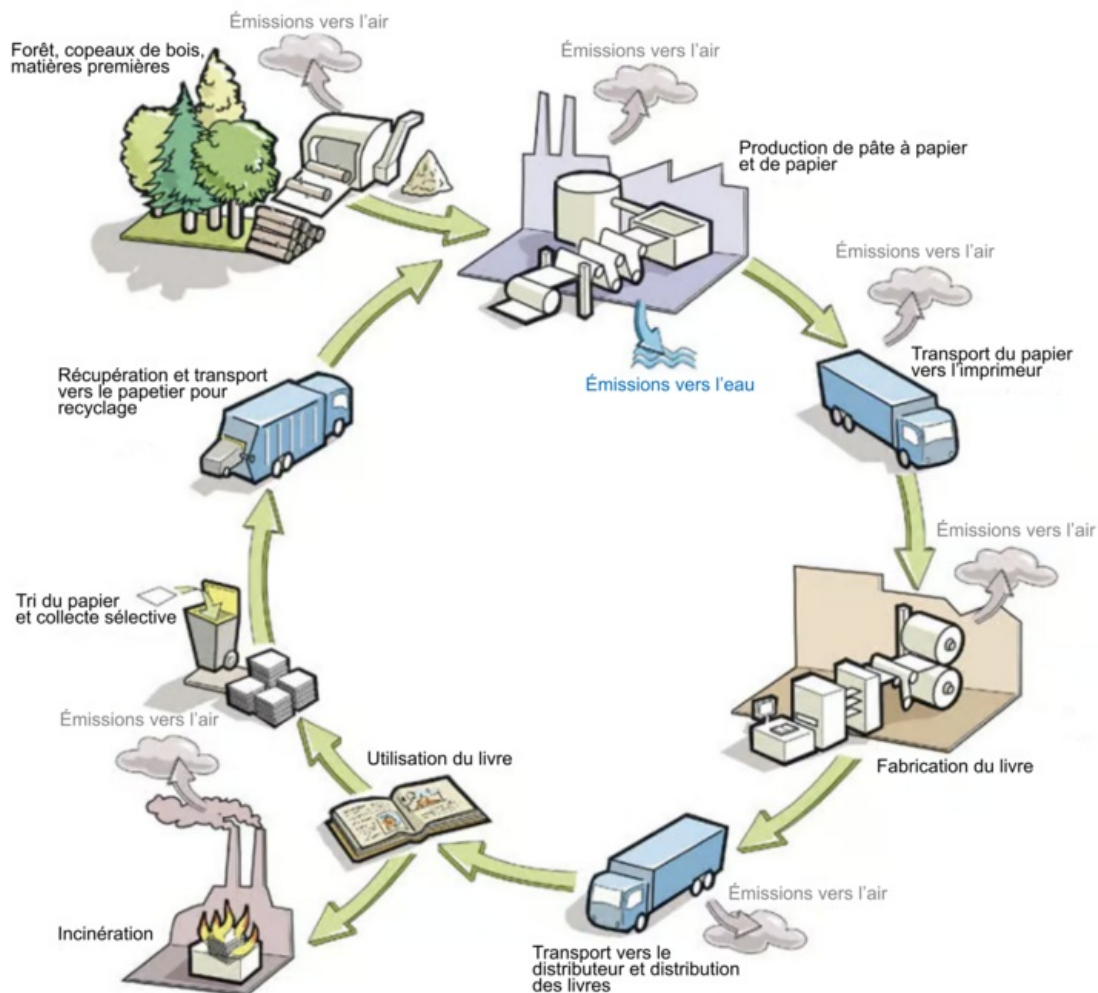 Émissions vers l'air
Forêt, copeaux de bois,
matières premières
Émissions vers l'air
Production de pâte à papier
et de papier
Émissions vers l'air
Transport du papier
vers l'imprimeur
Émissions vers l'eau
Récupération et transport
vers le papetier pour
recyclage
Émissions vers l'air
Tri du papier
et collecte sélective
Émissions vers l'air
Utilisation du livre
Fabrication du livre
Émissions vers l'air
Incinération
Transport vers le
distributeur et distribution
des livres